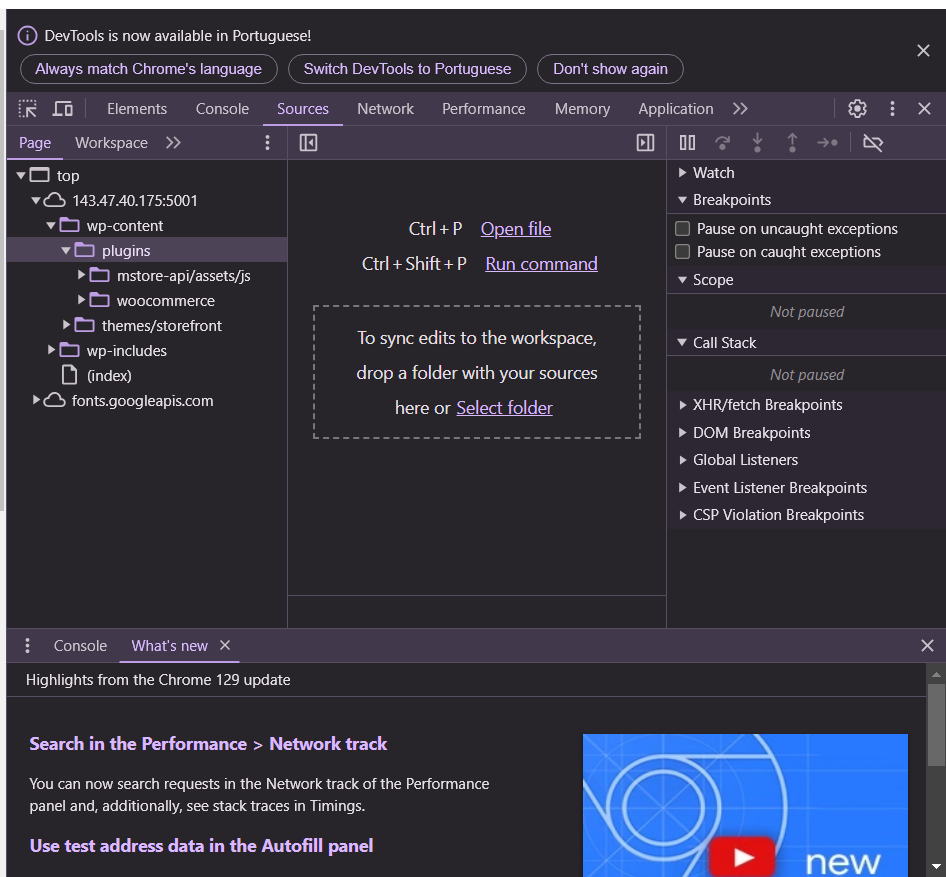 DevTools is now available in Portuguese!
Always match Chrome's language
Switch DevTools to Portuguese
Don't show again
Elements
Console
Sources
Network
Performance
Memory
Application
Page
Workspace
top
143.47.40.175:5001
wp-content
plugins
mstore-api/assets/js
woocommerce
themes/storefront
wp-includes
(index)
fonts.googleapis.com
Ctrl + P Open file
Ctrl + Shift + P Run command
To sync edits to the workspace,
drop a folder with your sources
here or Select folder
Watch
Breakpoints
Pause on uncaught exceptions
Pause on caught exceptions
Scope
Not paused
Call Stack
Not paused
XHR/fetch Breakpoints
DOM Breakpoints
Global Listeners
Event Listener Breakpoints
CSP Violation Breakpoints
Console
What's new
Highlights from the Chrome 129 update
Search in the Performance > Network track
You can now search requests in the Network track of the Performance
panel and, additionally, see stack traces in Timings.
Use test address data in the Autofill panel
new